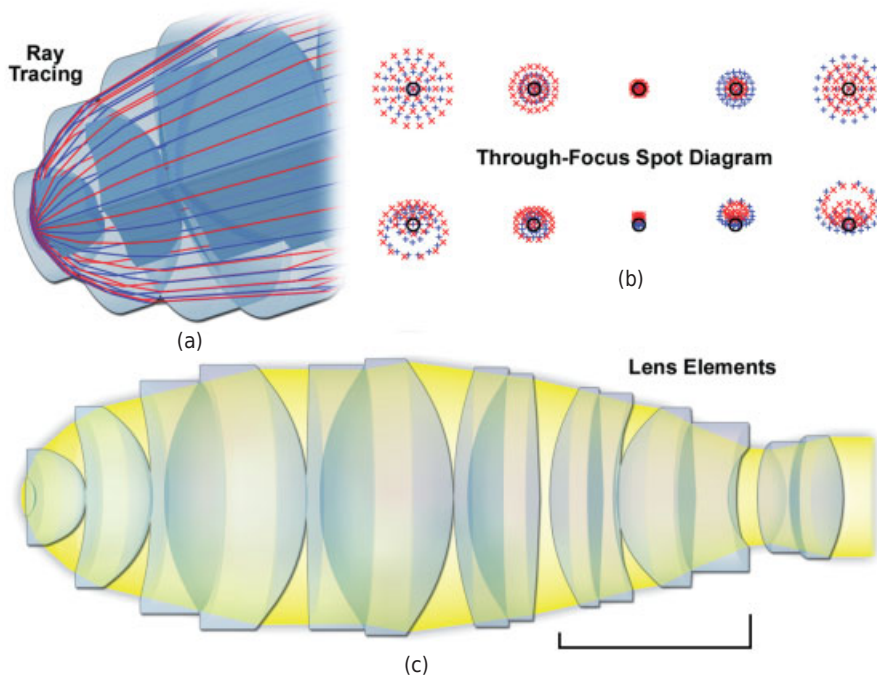 Ray
Tracing
Through-Focus Spot Diagram
(b)
(a)
Lens Elements
(c)